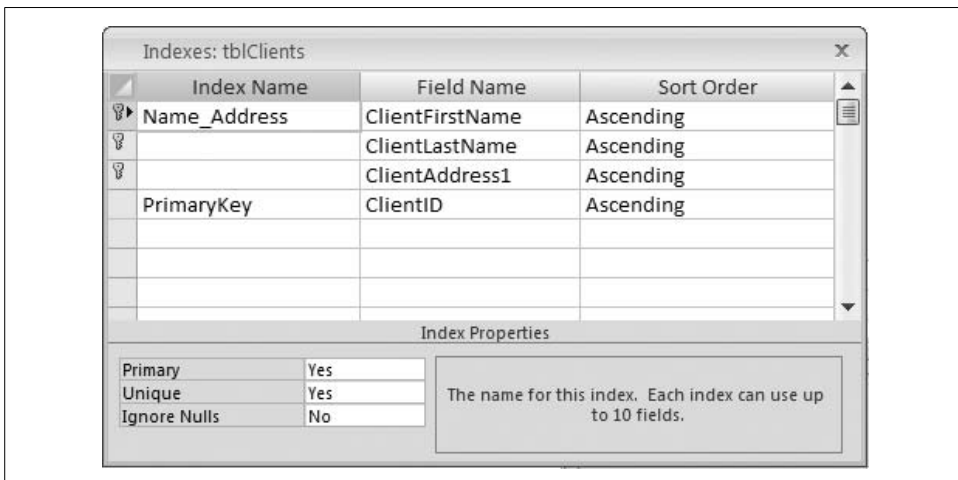 Indexes: tblClients
Index Name Field Name Sort Order
Name_Address ClientFirstName Ascending
ClientLastName Ascending
ClientAddress1 Ascending
PrimaryKey ClientID Ascending
Index Properties
Primary Yes
Unique Yes
Ignore Nulls No
The name for this index. Each index can use up
to 10 fields.